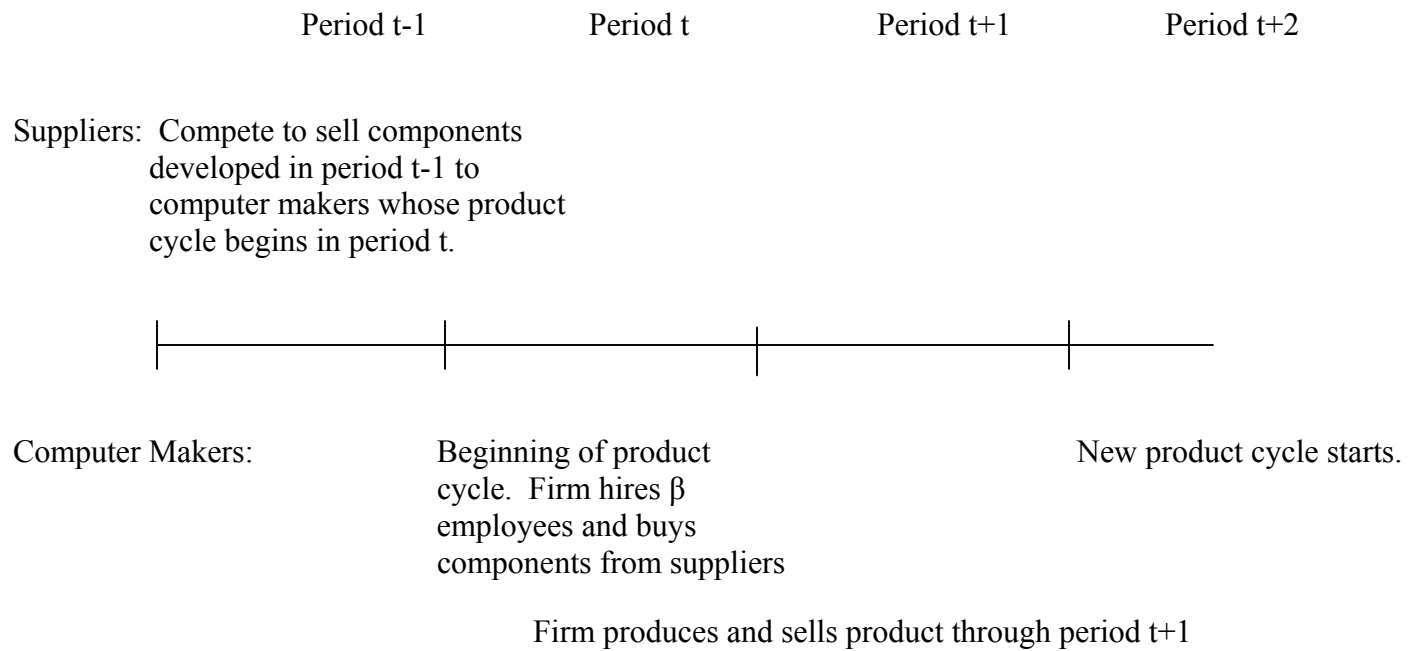 Period t-1 Period t Period t+1 Period t+2
Suppliers: Compete to sell components
developed in period t-1 to
computer makers whose product
cycle begins in period t.
Computer Makers: Beginning of product New product cycle starts.
cycle. Firm hires β
employees and buys
components from suppliers
Firm produces and sells product through period t+1